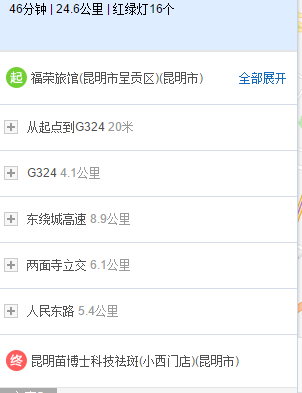 46分钟 | 24.6公里 | 红绿灯16个
起 福荣旅馆(昆明市呈贡区)(昆明市) 全部展开
从起点到G324 20米
G324 4.1公里
东绕城高速 8.9公里
两面寺立交 6.1公里
人民东路 5.4公里
终 昆明苗博士科技祛斑(小西门店)(昆明市)